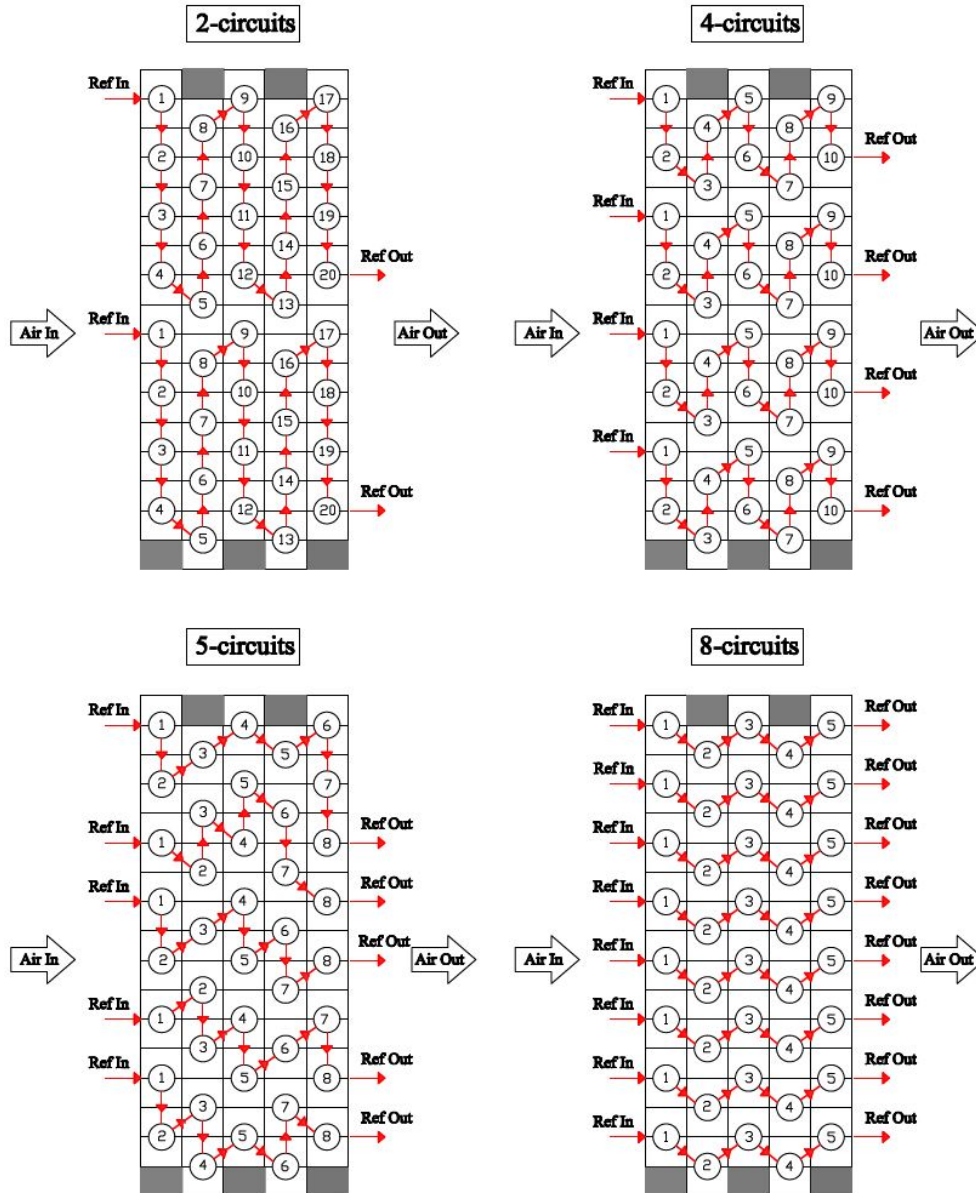 2-circuits
Ref In
1 9 17
8 16
2 10 18
7 15
3 11 19
6 14
Ref Out
4 12 20
5 13
Ref In
Air In
1 9 17
Air Out
8 16
2 10 18
7 15
3 11 19
6 14
Ref Out
4 12 20
5 13
4-circuits
Ref In
1 5 9
4 8
Ref Out
2 6 10
3 7
Ref In
1 5 9
4 8
Ref Out
2 6 10
3 7
Ref In
Air In
1 5 9
Air Out
4 8
Ref Out
2 6 10
3 7
Ref In
1 5 9
4 8
Ref Out
2 6 10
3 7
5-circuits
Ref In
1 4 6
3 5
2 5 7
3 6
Ref In
Ref Out
1 4 8
2 7
Ref In
Ref Out
1 4 8
3 6
Ref Out
Air In
2 5 8
Air Out
2 7
Ref In
1 4 7
3 6
Ref In
Ref Out
1 5 8
3 7
Ref Out
2 5 8
4 6
8-circuits
Ref In
Ref Out
1 3 5
2 4
Ref In
Ref Out
1 3 5
2 4
Ref In
Ref Out
1 3 5
2 4
Ref In
Ref Out
1 3 5
2 4
Ref In
Ref Out
Air In
1 3 5
Air Out
2 4
Ref In
Ref Out
1 3 5
2 4
Ref In
Ref Out
1 3 5
2 4
Ref In
Ref Out
1 3 5
2 4